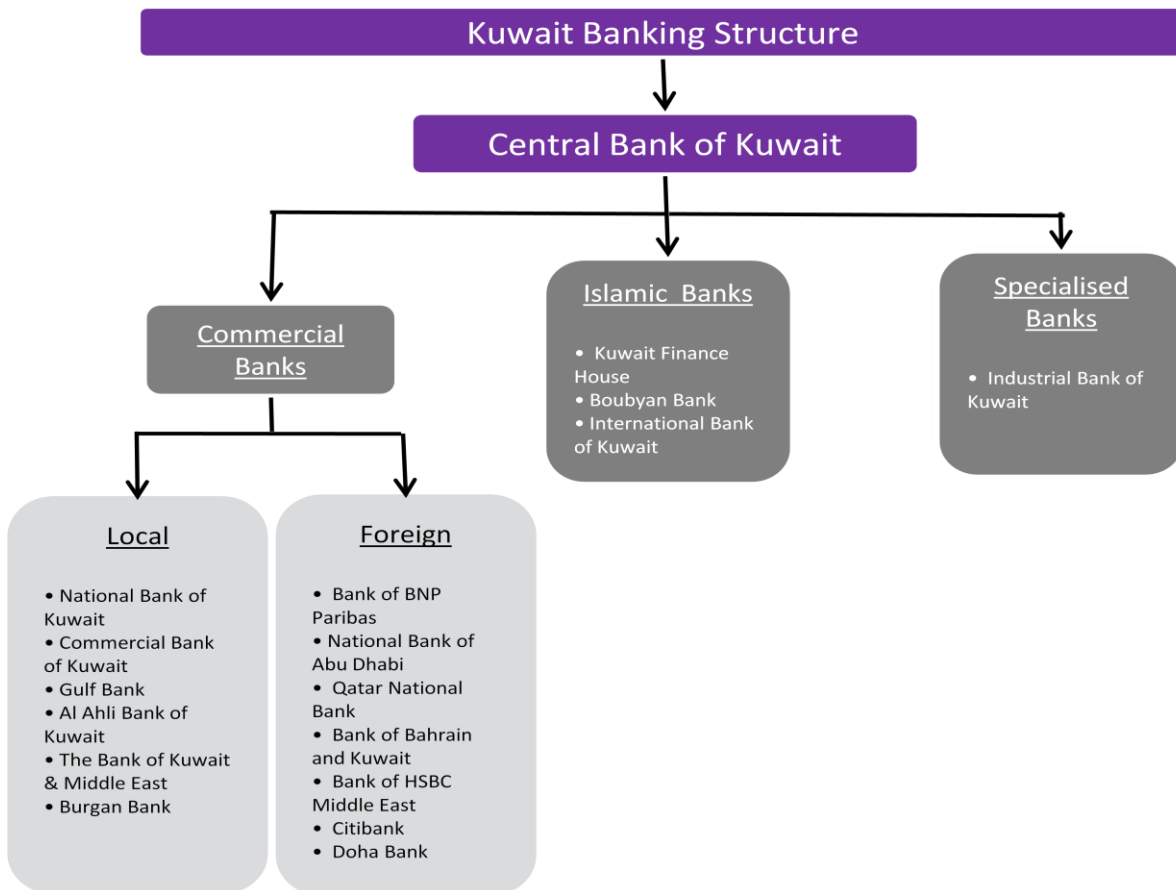 Kuwait Banking Structure
Central Bank of Kuwait
Commercial
Banks
Islamic Banks
• Kuwait Finance
House
• Boubyan Bank
• International Bank
of Kuwait
Specialised
Banks
• Industrial Bank of
Kuwait
Local
• National Bank of
Kuwait
• Commercial Bank
of Kuwait
• Gulf Bank
• Al Ahli Bank of
Kuwait
• The Bank of Kuwait
& Middle East
• Burgan Bank
Foreign
• Bank of BNP
Paribas
• National Bank of
Abu Dhabi
• Qatar National
Bank
• Bank of Bahrain
and Kuwait
• Bank of HSBC
Middle East
• Citibank
• Doha Bank